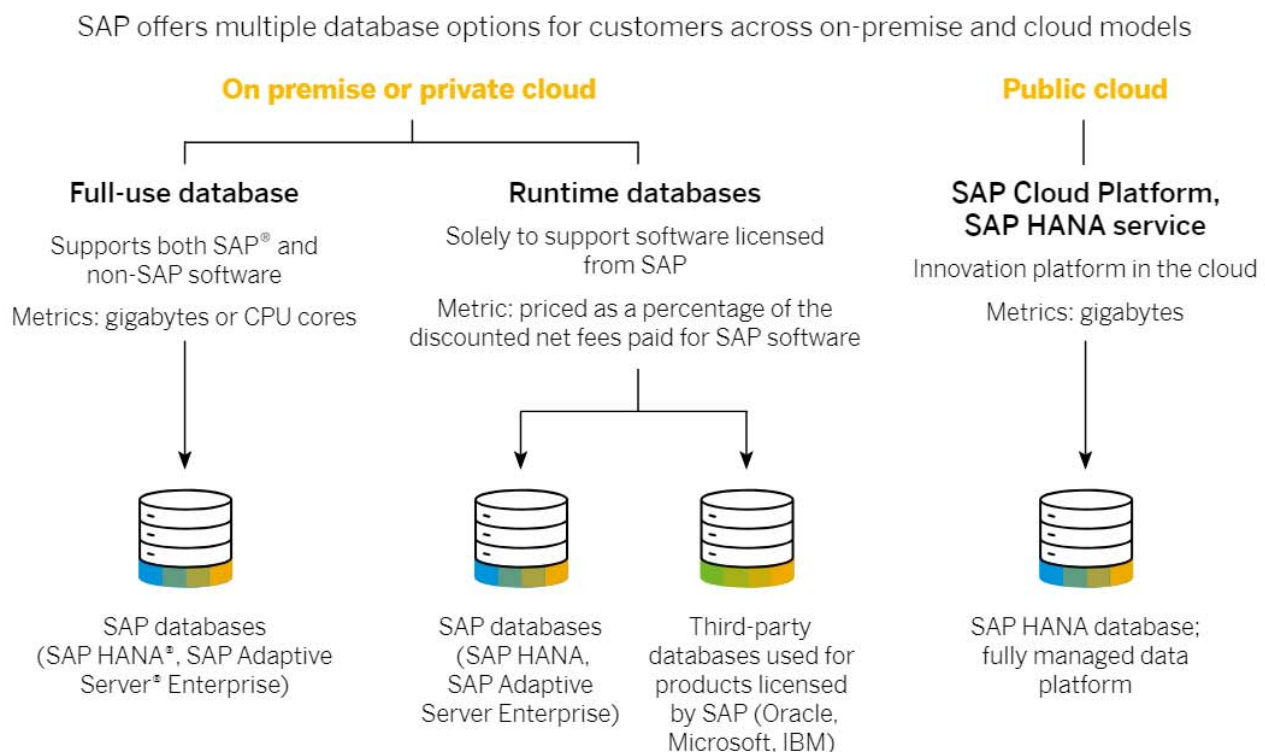 SAP offers multiple database options for customers across on-premise and cloud models
On premise or private cloud
Full-use database
Supports both SAP® and
non-SAP software
Metrics: gigabytes or CPU cores
SAP databases
(SAP HANA®, SAP Adaptive
Server® Enterprise)
Runtime databases
Solely to support software licensed
from SAP
Metric: priced as a percentage of the
discounted net fees paid for SAP software
SAP databases
(SAP HANA,
SAP Adaptive
Server Enterprise)
Third-party
databases used for
products licensed
by SAP (Oracle,
Microsoft, IBM)
Public cloud
SAP Cloud Platform,
SAP HANA service
Innovation platform in the cloud
Metrics: gigabytes
SAP HANA database;
fully managed data
platform